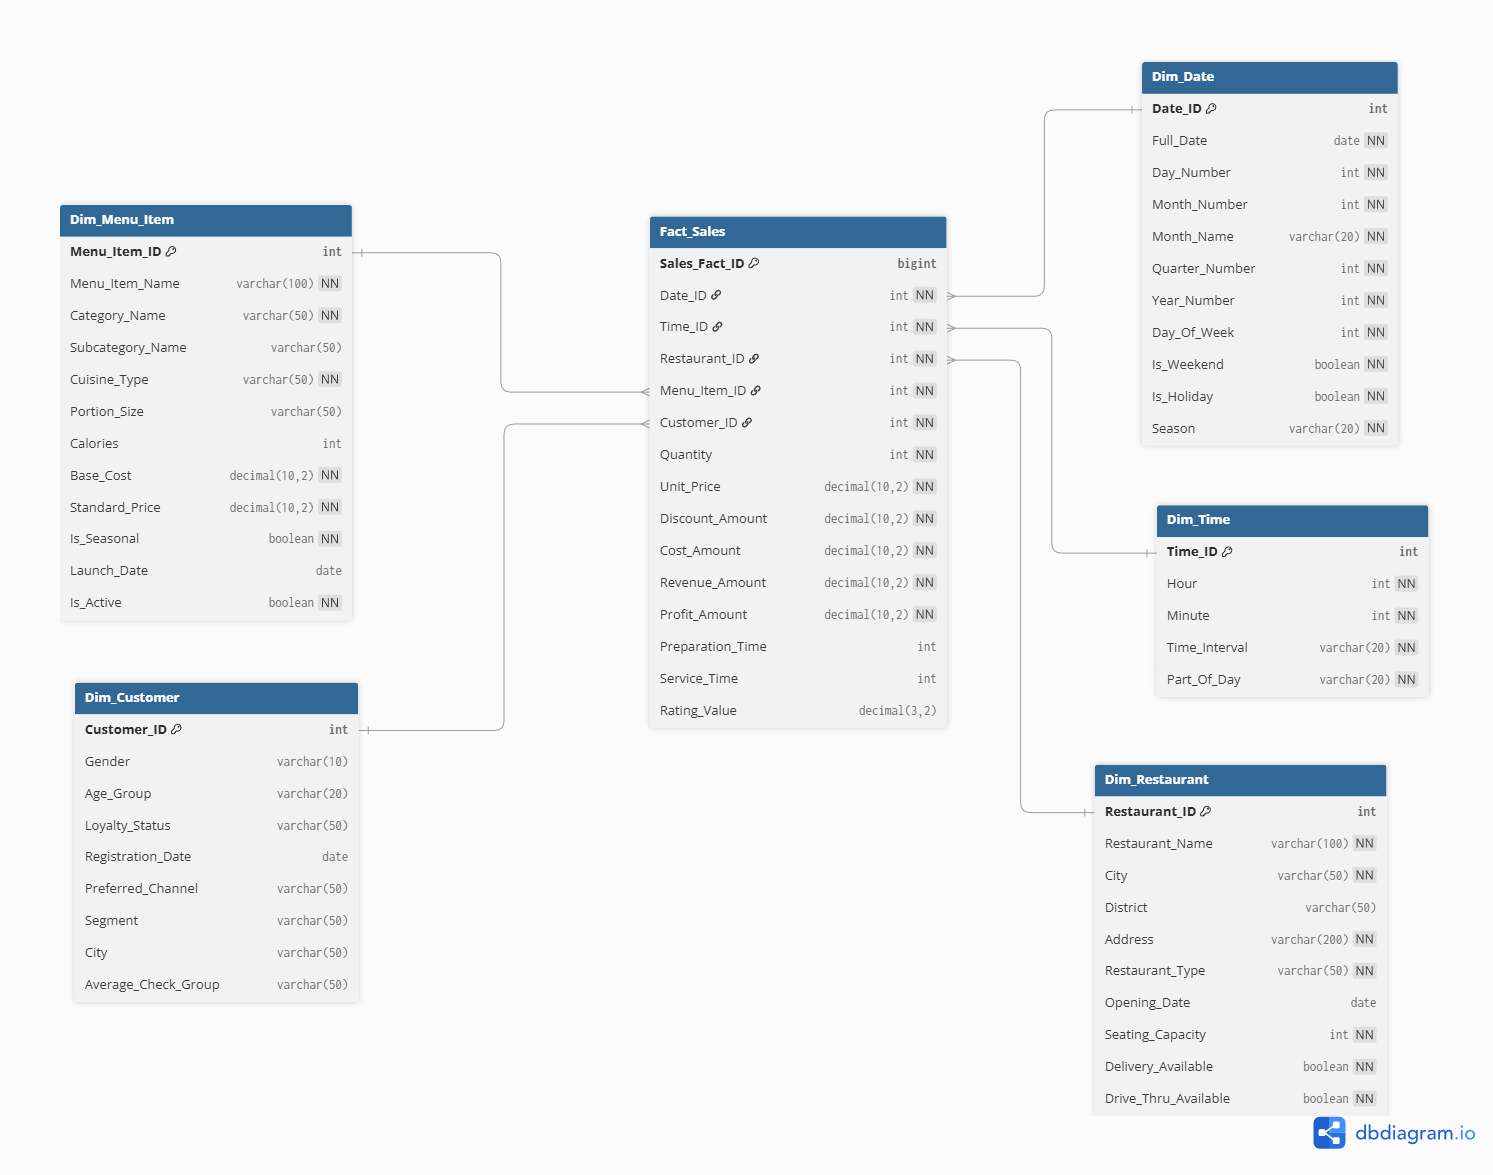 Dim_Menu_Item
Menu_Item_ID int
Menu_Item_Name varchar(100) NN
Category_Name varchar(50) NN
Subcategory_Name varchar(50)
Cuisine_Type varchar(50) NN
Portion_Size varchar(50)
Calories int
Base_Cost decimal(10,2) NN
Standard_Price decimal(10,2) NN
Is_Seasonal boolean NN
Launch_Date date
Is_Active boolean NN
Dim_Customer
Customer_ID int
Gender varchar(10)
Age_Group varchar(20)
Loyalty_Status varchar(50)
Registration_Date date
Preferred_Channel varchar(50)
Segment varchar(50)
City varchar(50)
Average_Check_Group varchar(50)
Fact_Sales
Sales_Fact_ID bigint
Date_ID int NN
Time_ID int NN
Restaurant_ID int NN
Menu_Item_ID int NN
Customer_ID int NN
Quantity int NN
Unit_Price decimal(10,2) NN
Discount_Amount decimal(10,2) NN
Cost_Amount decimal(10,2) NN
Revenue_Amount decimal(10,2) NN
Profit_Amount decimal(10,2) NN
Preparation_Time int
Service_Time int
Rating_Value decimal(3,2)
Dim_Date
Date_ID int
Full_Date date NN
Day_Number int NN
Month_Number int NN
Month_Name varchar(20) NN
Quarter_Number int NN
Year_Number int NN
Day_Of_Week int NN
Is_Weekend boolean NN
Is_Holiday boolean NN
Season varchar(20) NN
Dim_Time
Time_ID int
Hour int NN
Minute int NN
Time_Interval varchar(20) NN
Part_Of_Day varchar(20) NN
Dim_Restaurant
Restaurant_ID int
Restaurant_Name varchar(100) NN
City varchar(50) NN
District varchar(50)
Address varchar(200) NN
Restaurant_Type varchar(50) NN
Opening_Date date
Seating_Capacity int NN
Delivery_Available boolean NN
Drive_Thru_Available boolean NN
dbdiagram.io